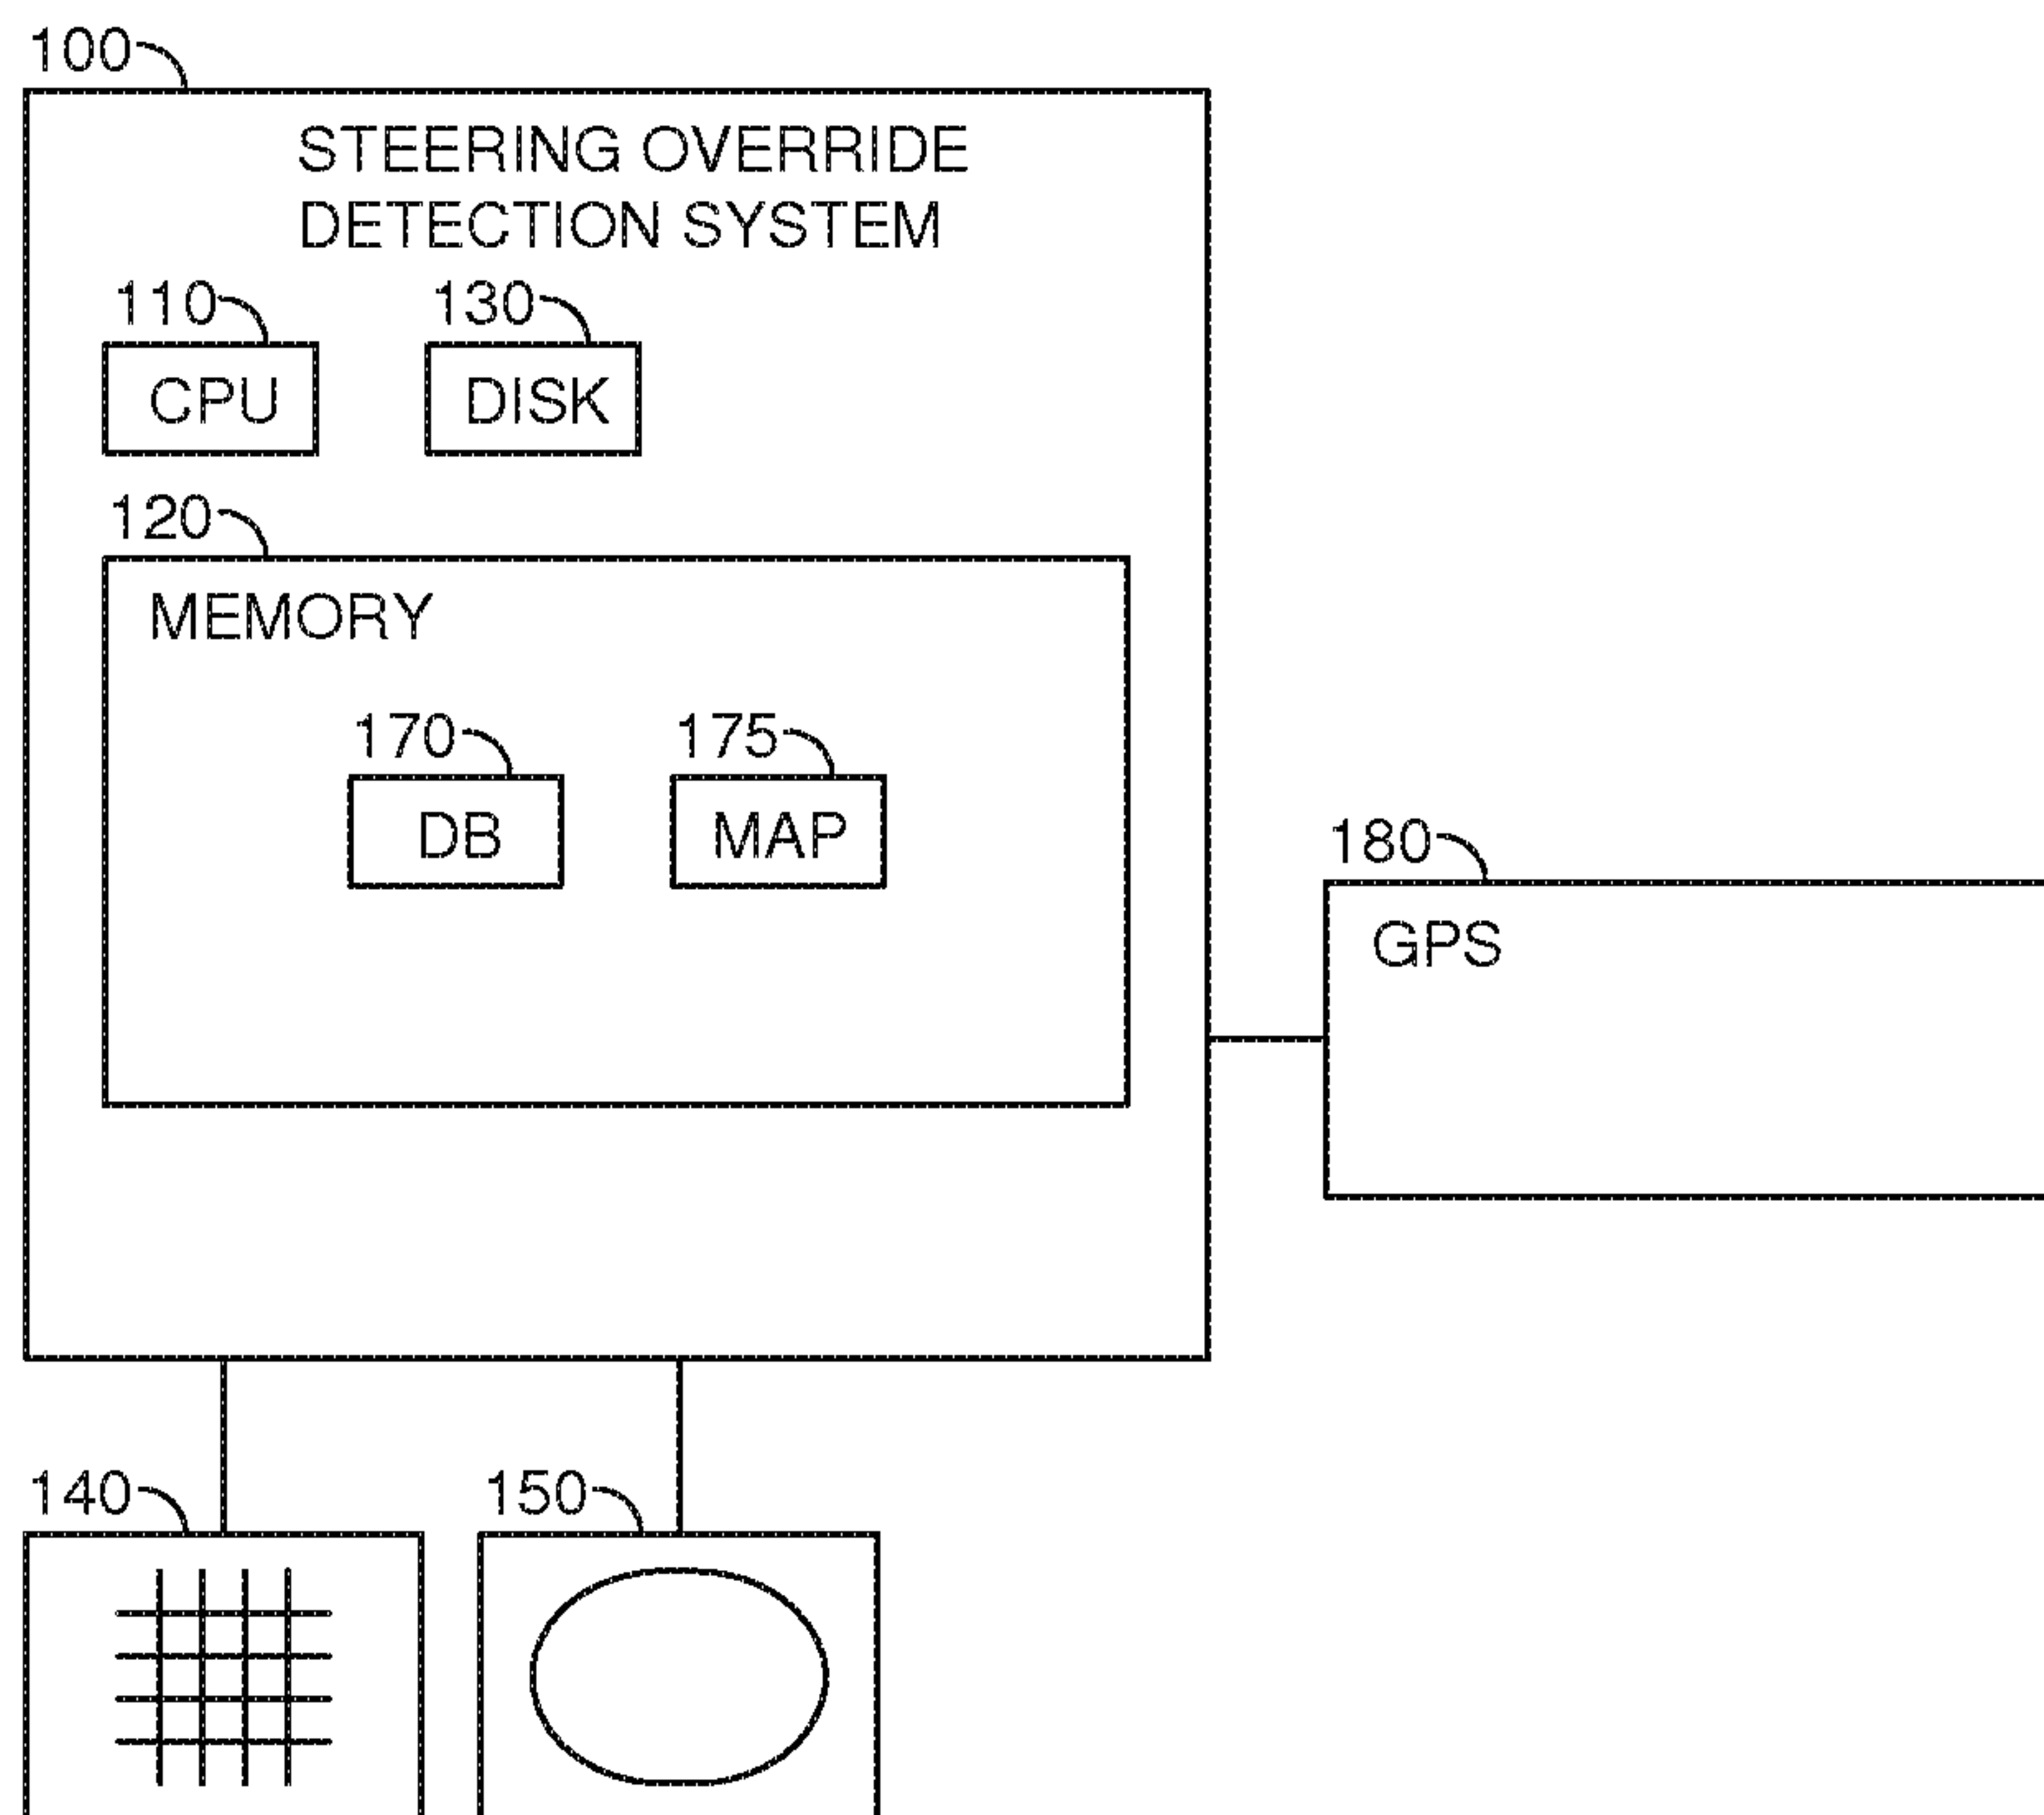 100
STEERING OVERRIDE
DETECTION SYSTEM
110
130
CPU
DISK
120
MEMORY
170
175
DB
MAP
180
GPS
140
150